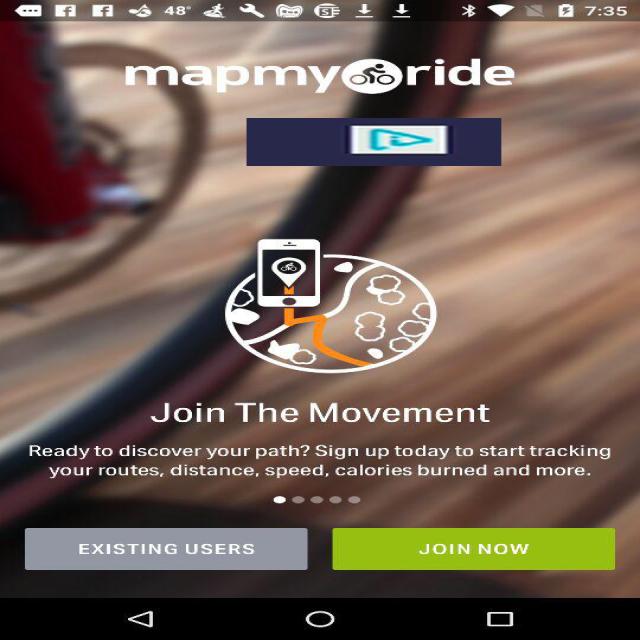 48° 7:35
mapmyride
Join The Movement
Ready to discover your path? Sign up today to start tracking
your routes, distance, speed, calories burned and more.
EXISTING USERS
JOIN NOW